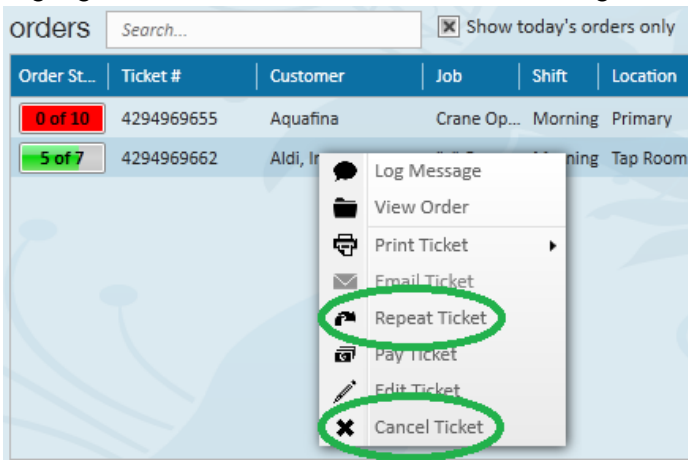 orders Search... Show today's orders only
Order St... Ticket # Customer Job Shift Location
0 of 10 4294969655 Aquafina Crane Op... Morning Primary
5 of 7 4294969662 Aldi, Tap Room
Log Message
View Order
Print Ticket
Email Ticket
Repeat Ticket
Pay Ticket
Edit Ticket
Cancel Ticket